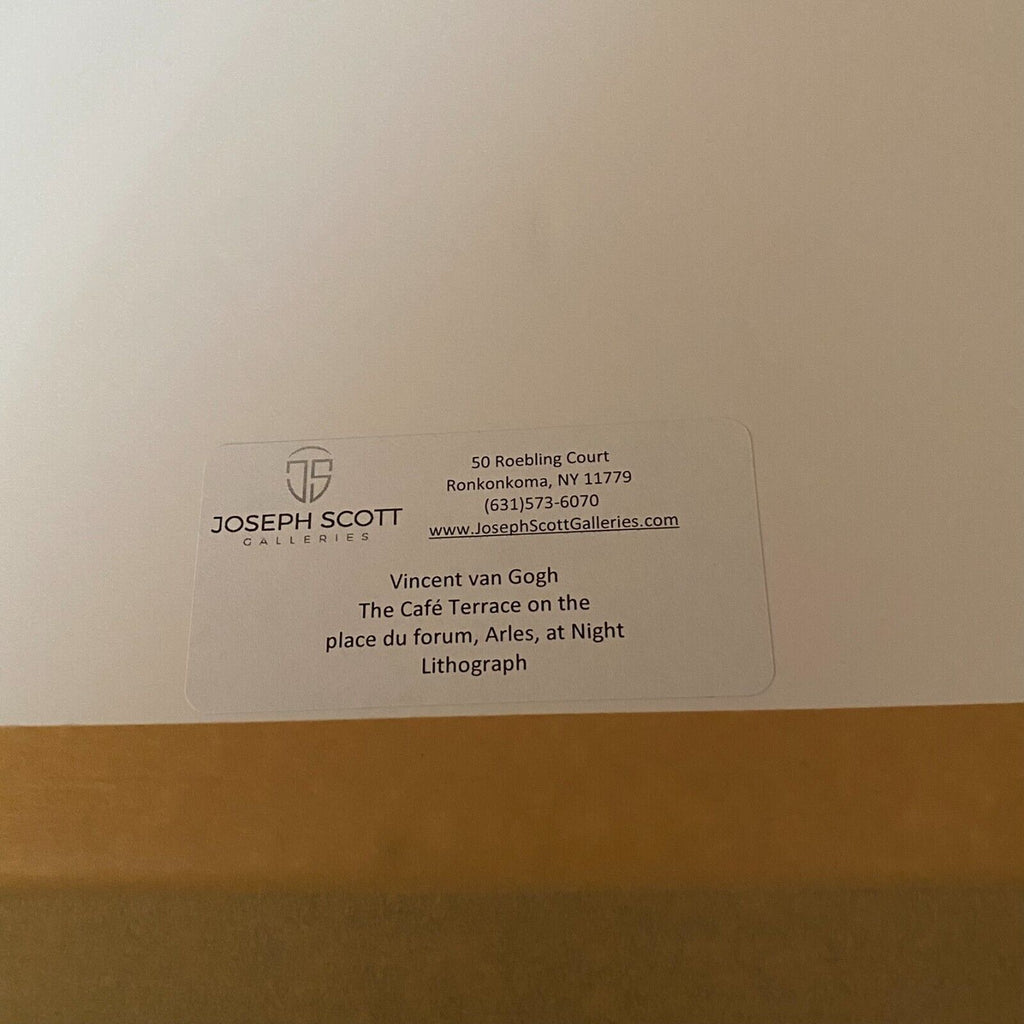 JS
JOSEPH SCOTT
GALLERIES
50 Roebling Court
Ronkonkoma, NY 11779
(631)573-6070
www.JosephScottGalleries.com
Vincent van Gogh
The Café Terrace on the
place du forum, Arles, at Night
Lithograph